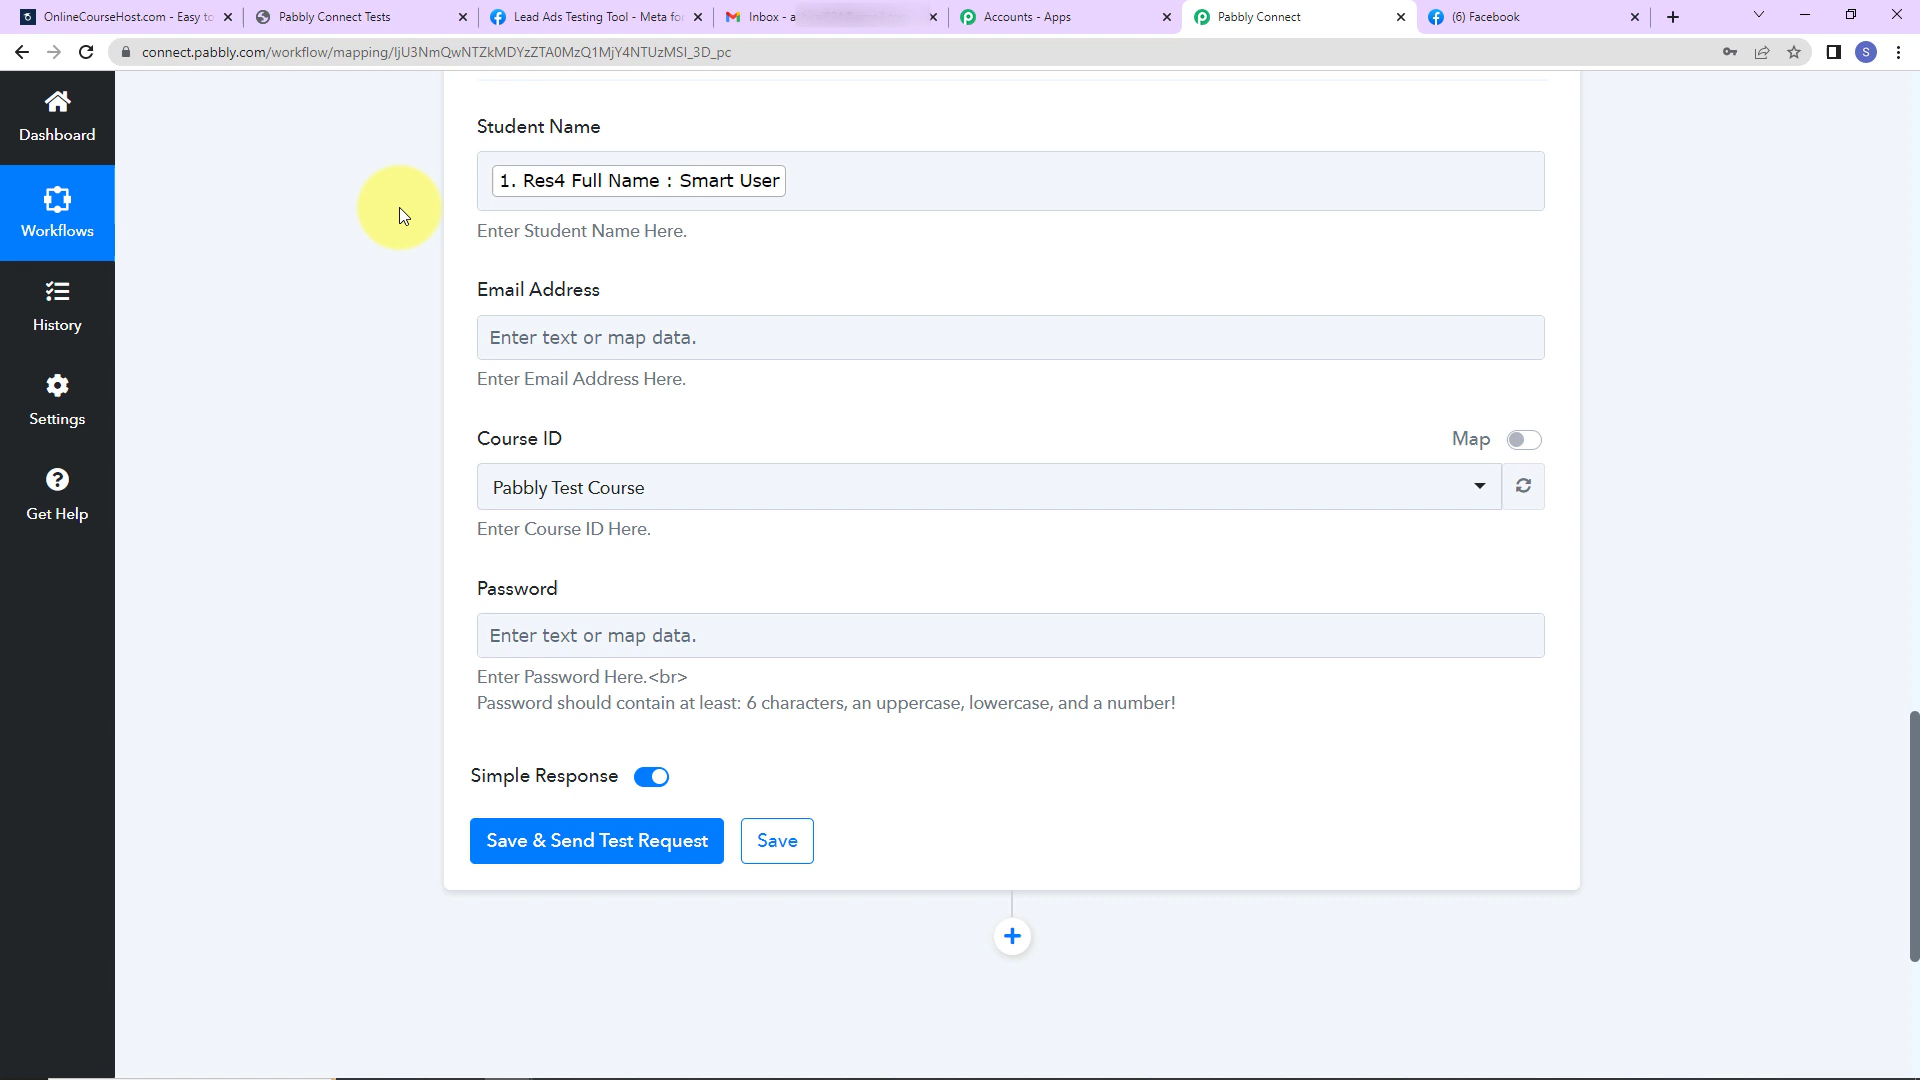 OnlineCourseHost.com - Easy to
Pabbly Connect Tests
Lead Ads Testing Tool - Meta fo
Inbox - a
Accounts - Apps
Pabbly Connect
(6) Facebook
connect.pabbly.com/workflow/mapping/IjU3NmQwNTZkMDYzZTA0MzQ1MjY4NTUzMSI_3D_pc
S
Dashboard
Workflows
History
Settings
Get Help
Student Name
1. Res4 Full Name : Smart User
Enter Student Name Here.
Email Address
Enter text or map data.
Enter Email Address Here.
Course ID
Map
Pabbly Test Course
Enter Course ID Here.
Password
Enter text or map data.
Enter Password Here.<br>
Password should contain at least: 6 characters, an uppercase, lowercase, and a number!
Simple Response
Save & Send Test Request
Save